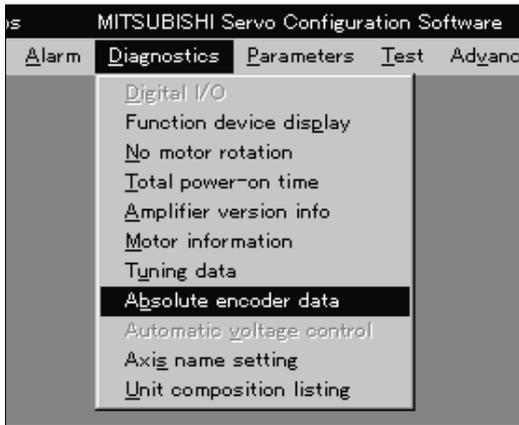 os MITSUBISHI Servo Configuration Software
Alarm Diagnostics Parameters Test Advanc
Digital I/O
Function device display
No motor rotation
Total power-on time
Amplifier version info
Motor information
Tuning data
Absolute encoder data
Automatic voltage control
Axis name setting
Unit composition listing